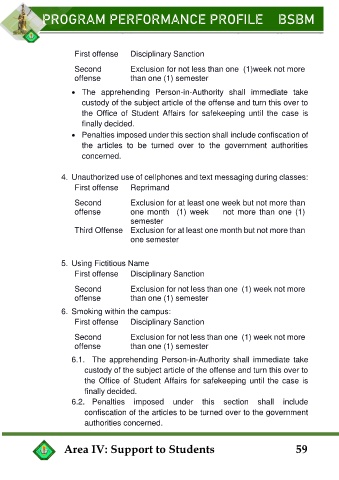 PROGRAM PERFORMANCE PROFILE BSBM
First offense Disciplinary Sanction
Second Exclusion for not less than one (1)week not more
offense than one (1) semester
• The apprehending Person-in-Authority shall immediate take
custody of the subject article of the offense and turn this over to
the Office of Student Affairs for safekeeping until the case is
finally decided.
• Penalties imposed under this section shall include confiscation of
the articles to be turned over to the government authorities
concerned.
4. Unauthorized use of cellphones and text messaging during classes:
First offense Reprimand
Second Exclusion for at least one week but not more than
offense one month (1) week not more than one (1)
semester
Third Offense Exclusion for at least one month but not more than
one semester
5. Using Fictitious Name
First offense Disciplinary Sanction
Second Exclusion for not less than one (1) week not more
offense than one (1) semester
6. Smoking within the campus:
First offense Disciplinary Sanction
Second Exclusion for not less than one (1) week not more
offense than one (1) semester
6.1. The apprehending Person-in-Authority shall immediate take
custody of the subject article of the offense and turn this over to
the Office of Student Affairs for safekeeping until the case is
finally decided.
6.2. Penalties imposed under this section shall include
confiscation of the articles to be turned over to the government
authorities concerned.
Area IV: Support to Students 59